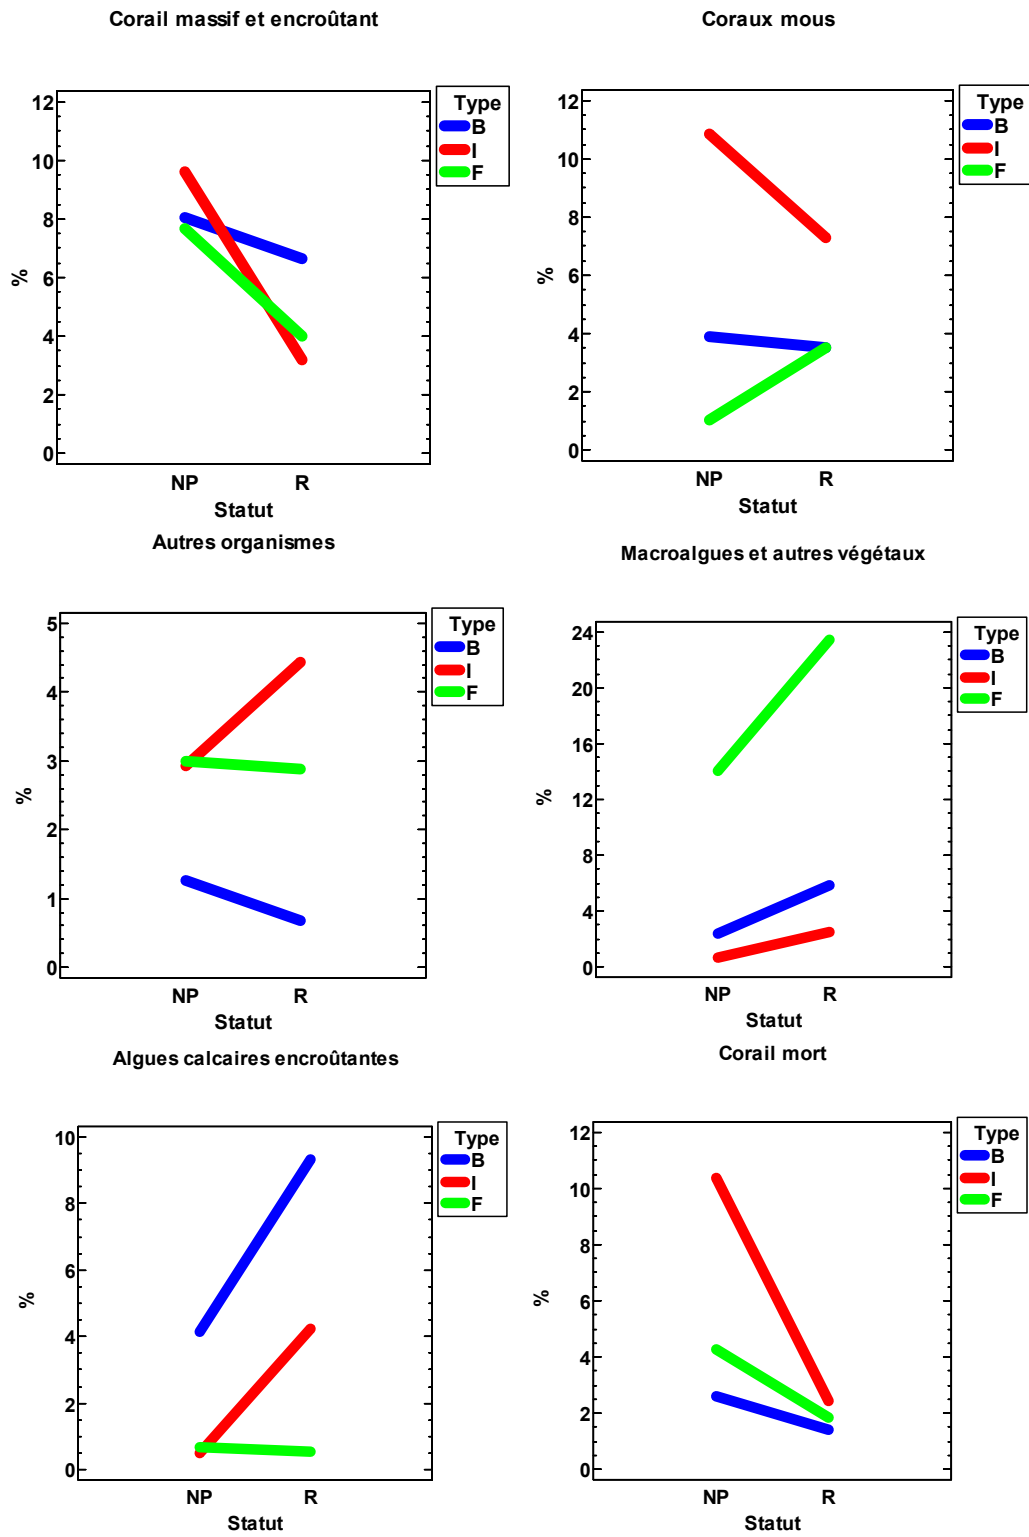 Corail massif et encroûtant
12
10
8
6
4
2
0
%
NP R
Statut
Type
B
I
F
Coraux mous
12
10
8
6
4
2
0
%
NP R
Statut
Type
B
I
F
Autres organismes
5
4
3
2
1
0
%
NP R
Statut
Type
B
I
F
Macroalgues et autres végétaux
24
20
16
12
8
4
0
%
NP R
Statut
Type
B
I
F
Algues calcaires encroûtantes
10
8
6
4
2
0
%
NP R
Statut
Type
B
I
F
Corail mort
12
10
8
6
4
2
0
%
NP R
Statut
Type
B
I
F